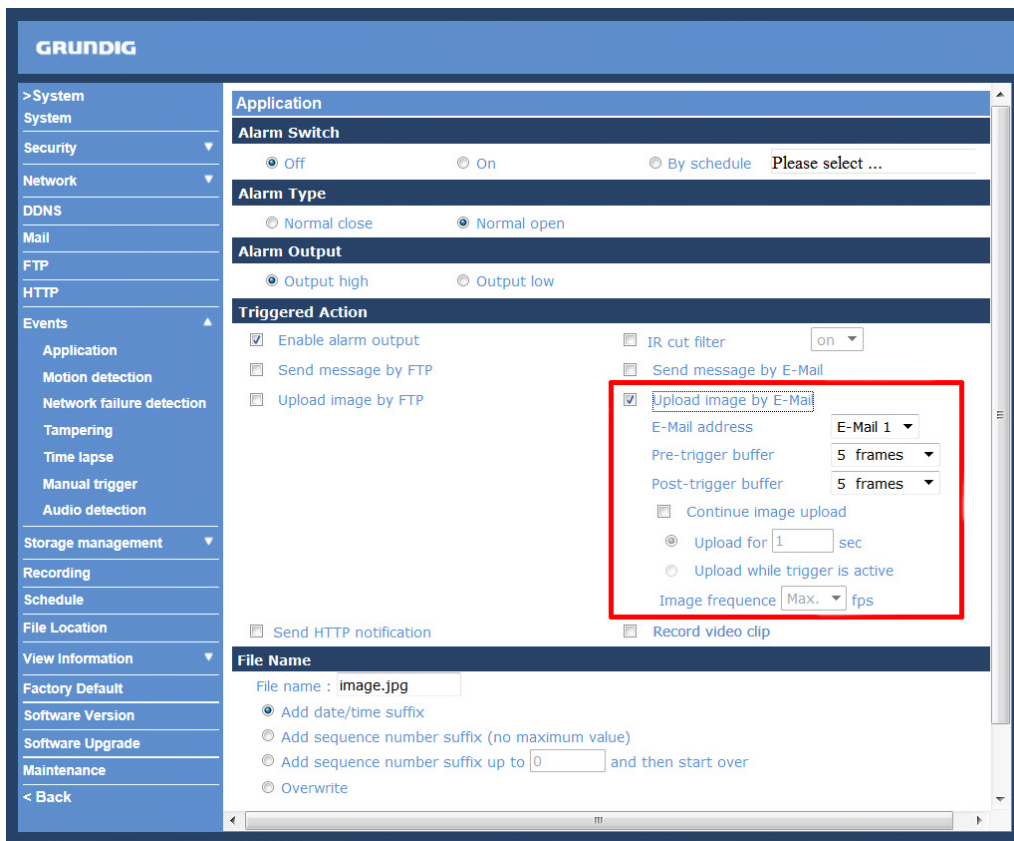 GRUNDIG
>System
System
Security
Network
DDNS
Mail
FTP
HTTP
Events
Application
Motion detection
Network failure detection
Tampering
Time lapse
Manual trigger
Audio detection
Storage management
Recording
Schedule
File Location
View Information
Factory Default
Software Version
Software Upgrade
Maintenance
< Back
Application
Alarm Switch
Off On By schedule Please select ...
Alarm Type
Normal close Normal open
Alarm Output
Output high Output low
Triggered Action
Enable alarm output IR cut filter on
Send message by FTP Send message by E-Mail
Upload image by FTP Upload image by E-Mail
E-Mail address E-Mail 1
Pre-trigger buffer 5 frames
Post-trigger buffer 5 frames
Continue image upload
Upload for 1 sec
Upload while trigger is active
Image frequence Max. fps
Send HTTP notification Record video clip
File Name
File name : image.jpg
Add date/time suffix
Add sequence number suffix (no maximum value)
Add sequence number suffix up to 0 and then start over
Overwrite